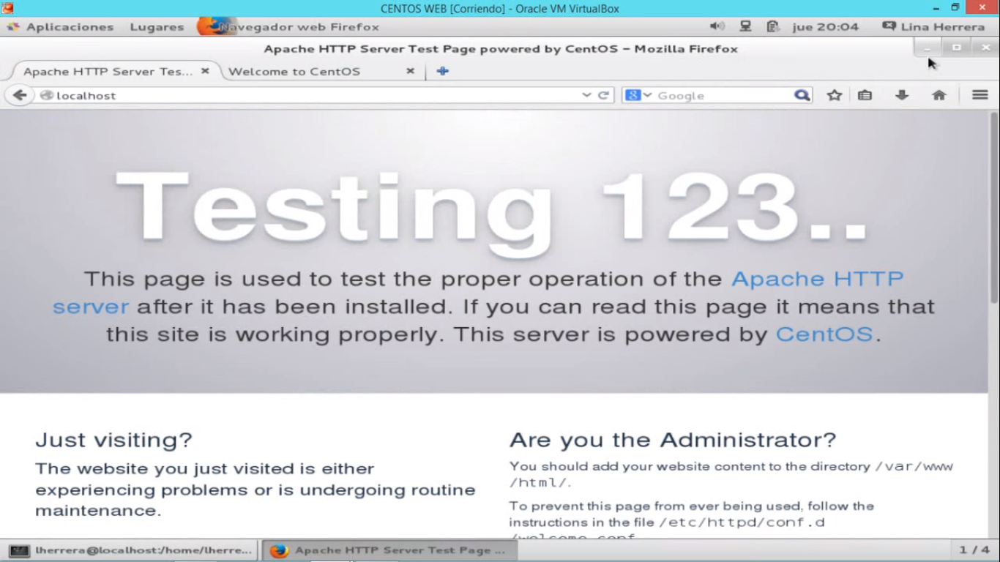 CENTOS WEB [Corriendo] - Oracle VM VirtualBox
Aplicaciones Lugares Navegador web Firefox jue 20:04 Lina Herrera
Apache HTTP Server Test Page powered by CentOS – Mozilla Firefox
Apache HTTP Server Tes... Welcome to CentOS
localhost Google
Testing 123..
This page is used to test the proper operation of the Apache HTTP
server after it has been installed. If you can read this page it means that
this site is working properly. This server is powered by CentOS.
Just visiting?
The website you just visited is either
experiencing problems or is undergoing routine
maintenance.
Are you the Administrator?
You should add your website content to the directory /var/www
/html/.
To prevent this page from ever being used, follow the
instructions in the file /etc/httpd/conf.d
/welcome.conf
lherrera@localhost:/home/lherre... Apache HTTP Server Test Page ... 1 / 4